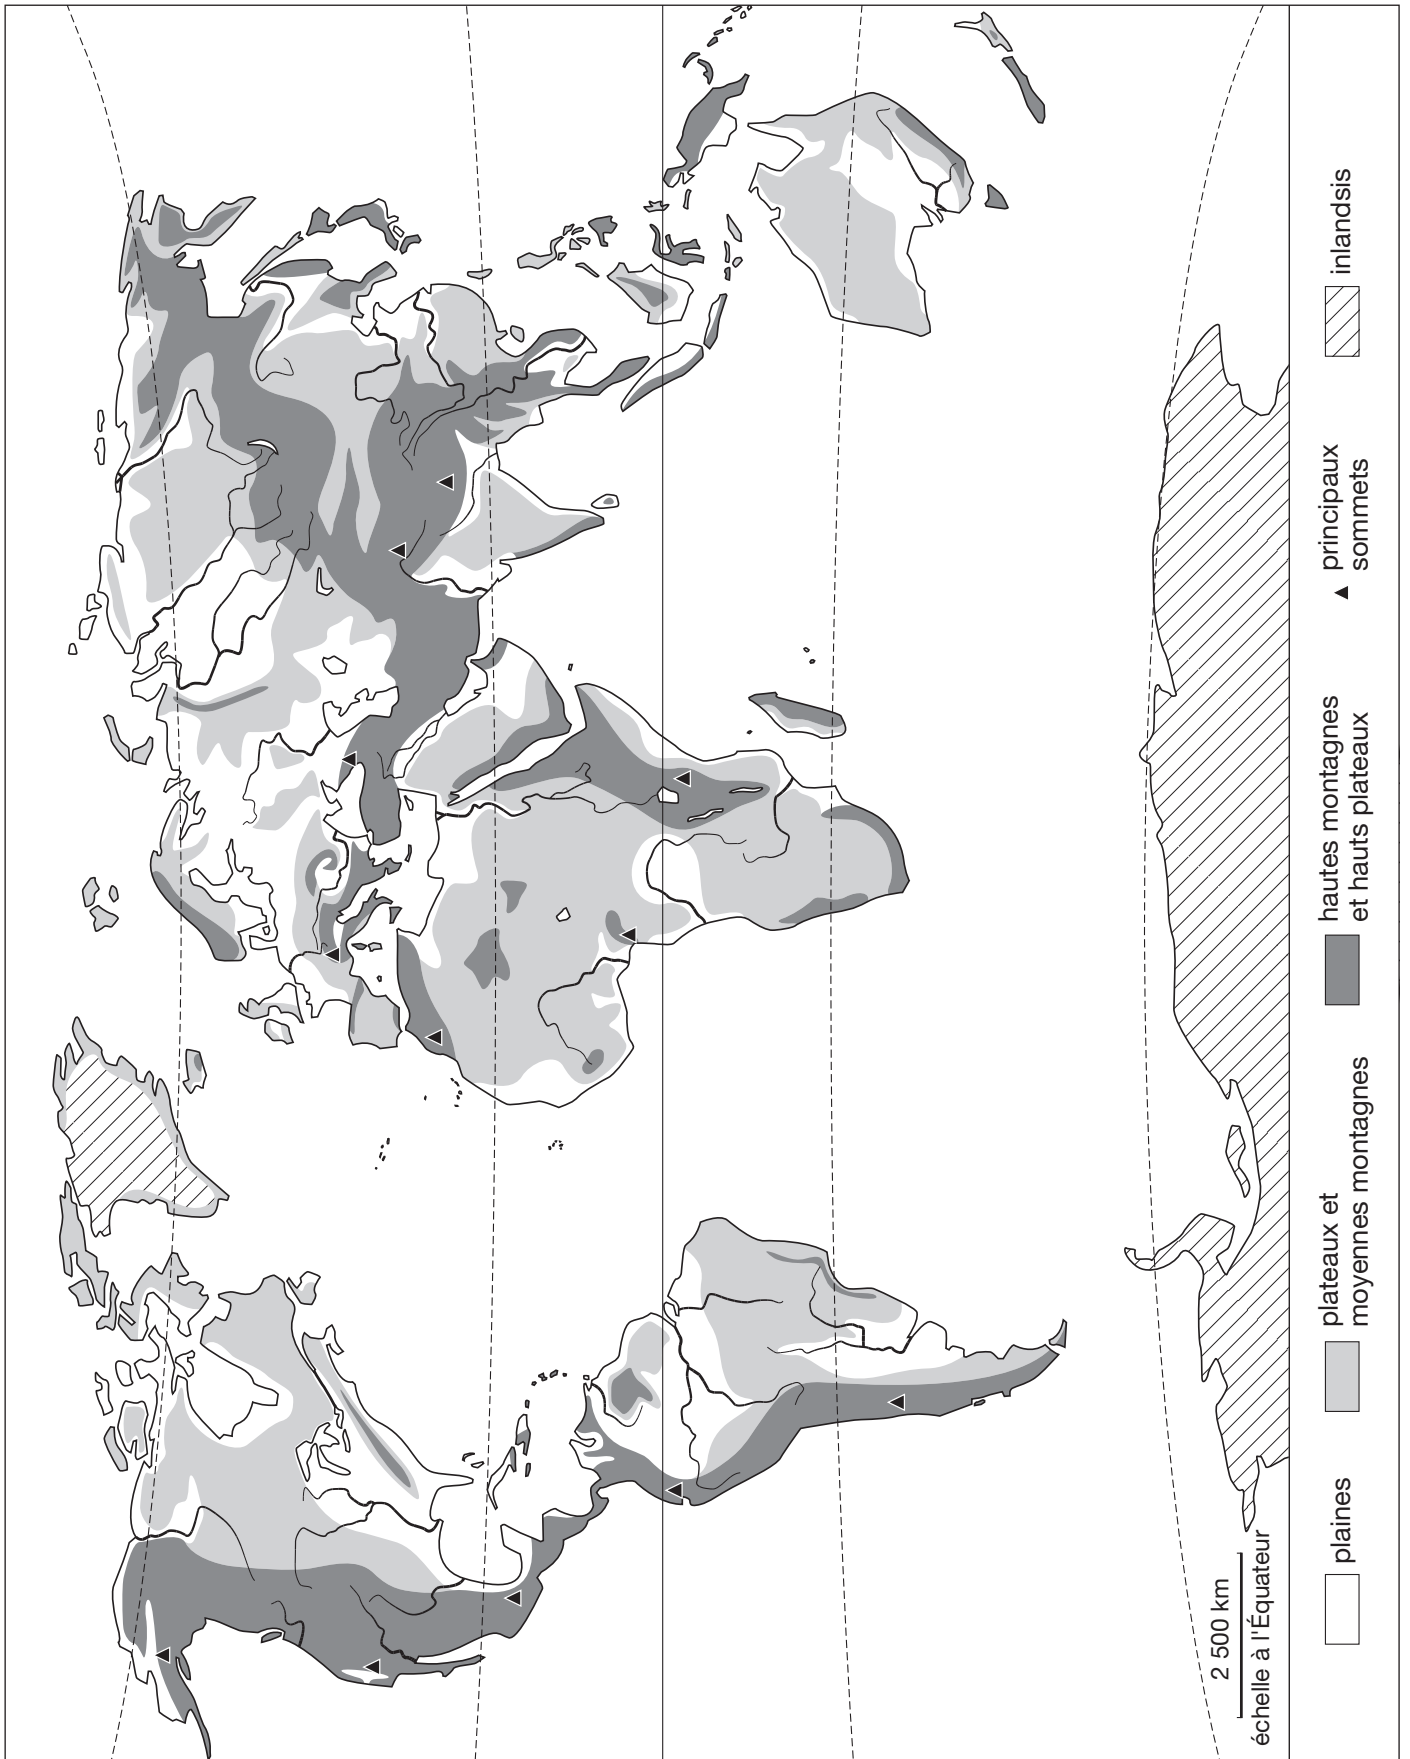 2 500 km
échelle à l'Équateur
plaines
plateaux et
moyennes montagnes
hautes montagnes
et hauts plateaux
principaux
sommets
inlandsis